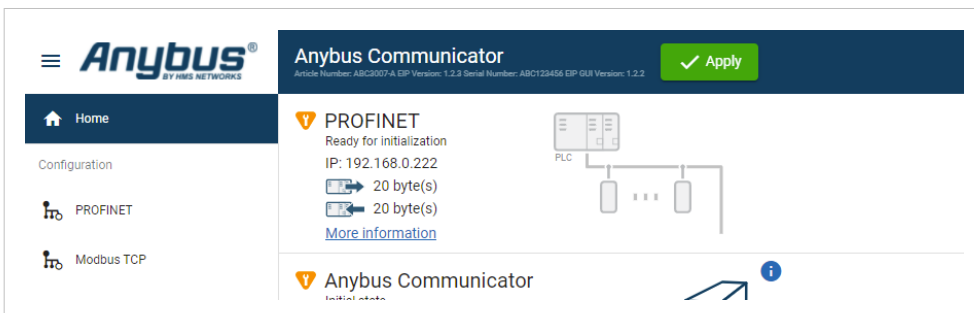 Anybus®
BY HMS NETWORKS
Anybus Communicator
Article Number: ABC3007-A EIP Version: 1.2.3 Serial Number: ABC123456 EIP GUI Version: 1.2.2
Apply
Home
Configuration
PROFINET
Modbus TCP
PROFINET
Ready for initialization
IP: 192.168.0.222
20 byte(s)
20 byte(s)
More information
PLC
Anybus Communicator
Initial state